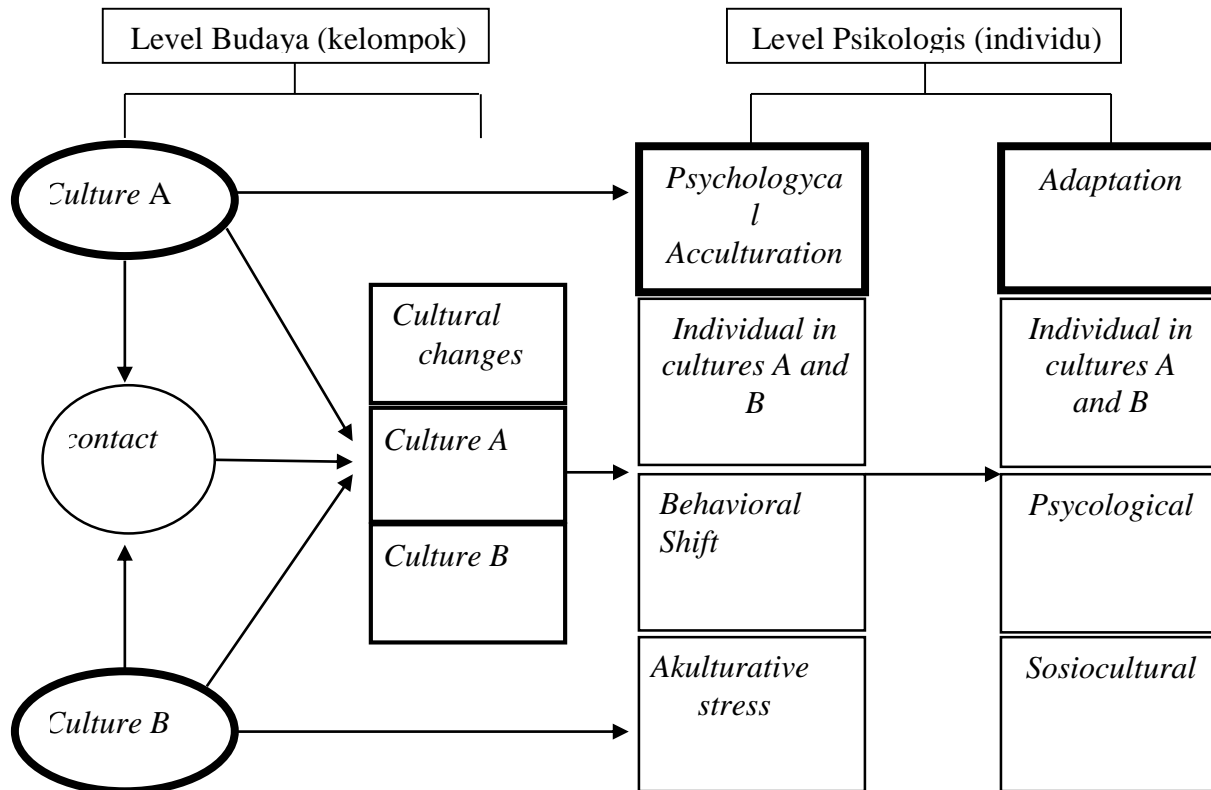 Level Budaya (kelompok)
Level Psikologis (individu)
Culture A
Psychologyca
l
Acculturation
Adaptation
Cultural
changes
Individual in
cultures A and
B
Individual in
cultures A
and B
contact
Culture A
Behavioral
Shift
Psycological
Culture B
Akulturative
stress
Sosiocultural
Culture B